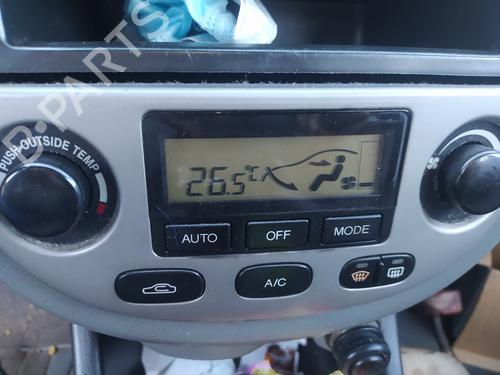 B-PARTS
PUSH-OUTSIDE TEMP
26.5°C
AUTO
OFF
MODE
A/C